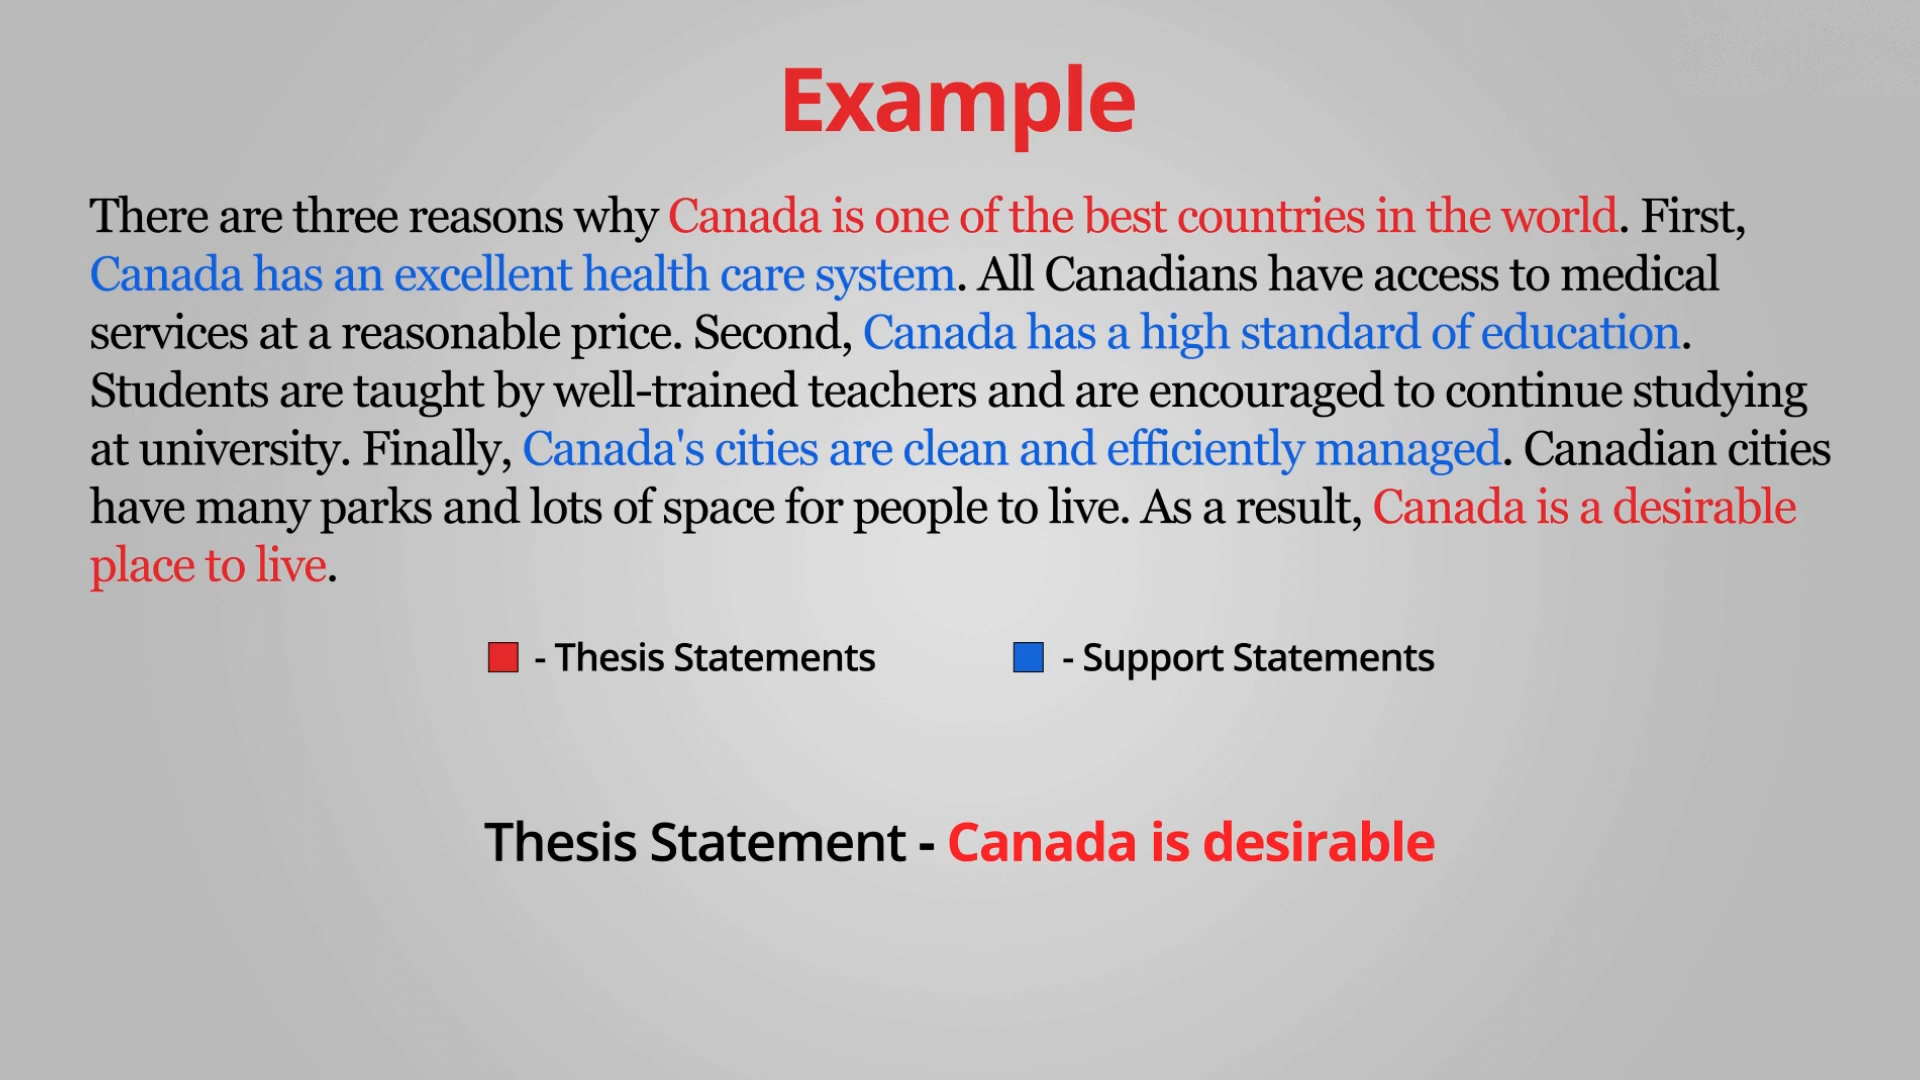 Example
There are three reasons why Canada is one of the best countries in the world. First,
Canada has an excellent health care system. All Canadians have access to medical
services at a reasonable price. Second, Canada has a high standard of education.
Students are taught by well-trained teachers and are encouraged to continue studying
at university. Finally, Canada's cities are clean and efficiently managed. Canadian cities
have many parks and lots of space for people to live. As a result, Canada is a desirable
place to live.
- Thesis Statements - Support Statements
Thesis Statement - Canada is desirable